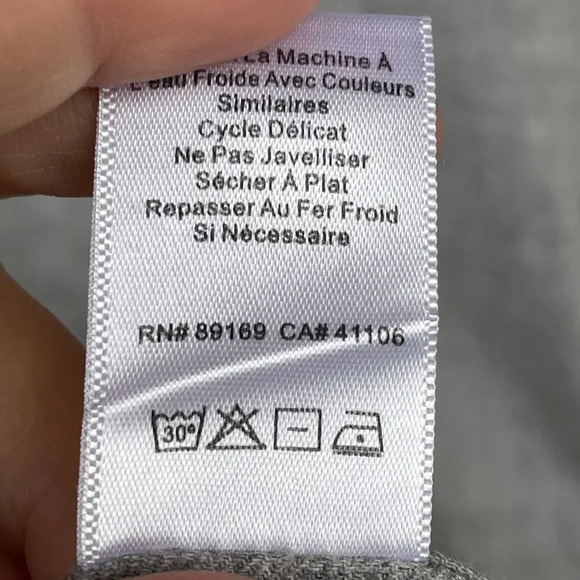 La Machine À
L'eau Froide Avec Couleurs
Similaires
Cycle Délicat
Ne Pas Javelliser
Sécher À Plat
Repasser Au Fer Froid
Si Nécessaire
RN# 89169 CA# 41106
30°